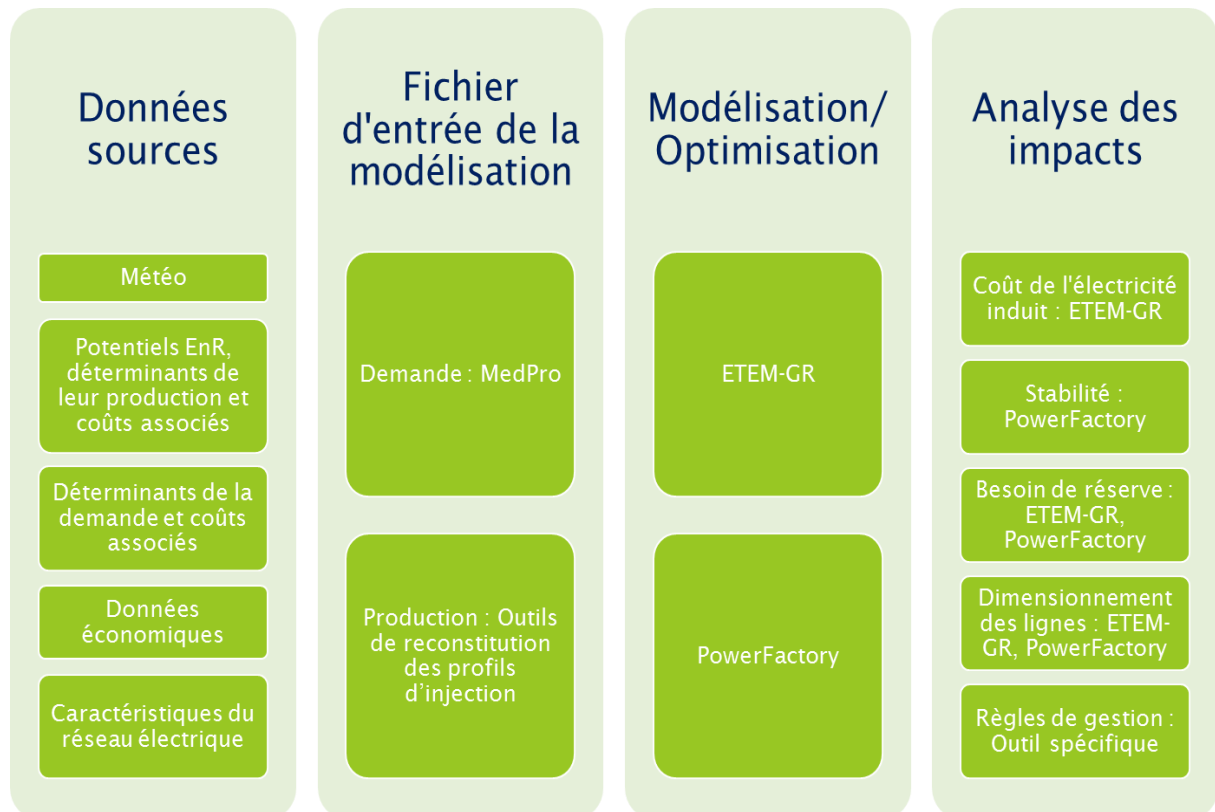 Données
sources
Météo
Potentiels EnR,
déterminants de
leur production et
coûts associés
Déterminants de la
demande et coûts
associés
Données
économiques
Caractéristiques du
réseau électrique
Fichier
d'entrée de la
modélisation
Demande : MedPro
Production : Outils
de reconstitution
des profils
d’injection
Modélisation/
Optimisation
ETEM-GR
PowerFactory
Analyse des
impacts
Coût de l'électricité
induit : ETEM-GR
Stabilité :
PowerFactory
Besoin de réserve :
ETEM-GR,
PowerFactory
Dimensionnement
des lignes : ETEM-
GR, PowerFactory
Règles de gestion :
Outil spécifique